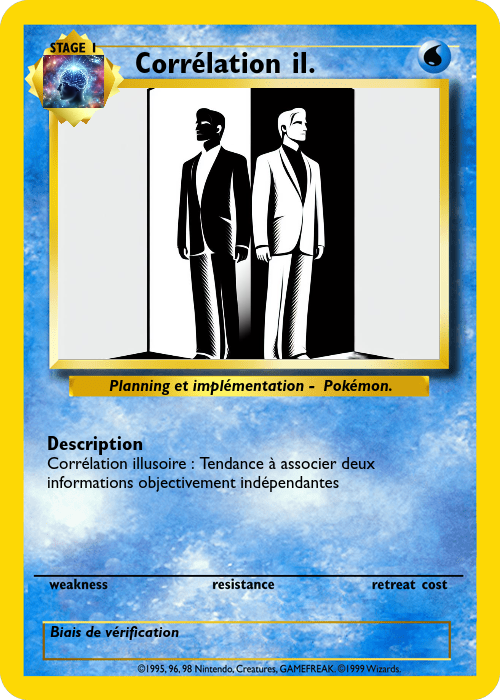 STAGE 1
Corrélation il.
Planning et implémentation - Pokémon.
Description
Corrélation illusoire : Tendance à associer deux
informations objectivement indépendantes
weakness resistance retreat cost
Biais de vérification
©1995, 96, 98 Nintendo, Creatures, GAMEFREAK. ©1999 Wizards.